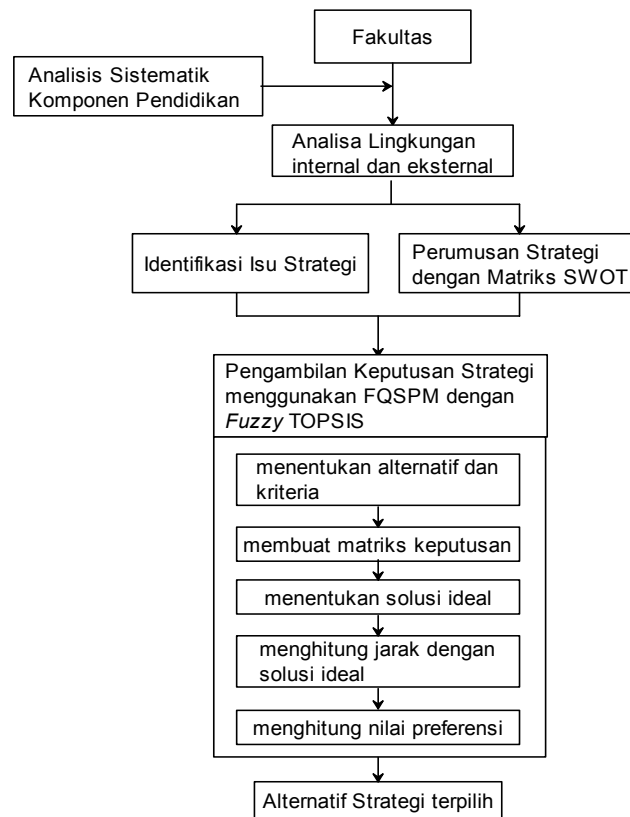 Fakultas
Analisis Sistematik
Komponen Pendidikan
Analisa Lingkungan
internal dan eksternal
Identifikasi Isu Strategi
Perumusan Strategi
dengan Matriks SWOT
Pengambilan Keputusan Strategi
menggunakan FQSPM dengan
Fuzzy TOPSIS
menentukan alternatif dan
kriteria
membuat matriks keputusan
menentukan solusi ideal
menghitung jarak dengan
solusi ideal
menghitung nilai preferensi
Alternatif Strategi terpilih